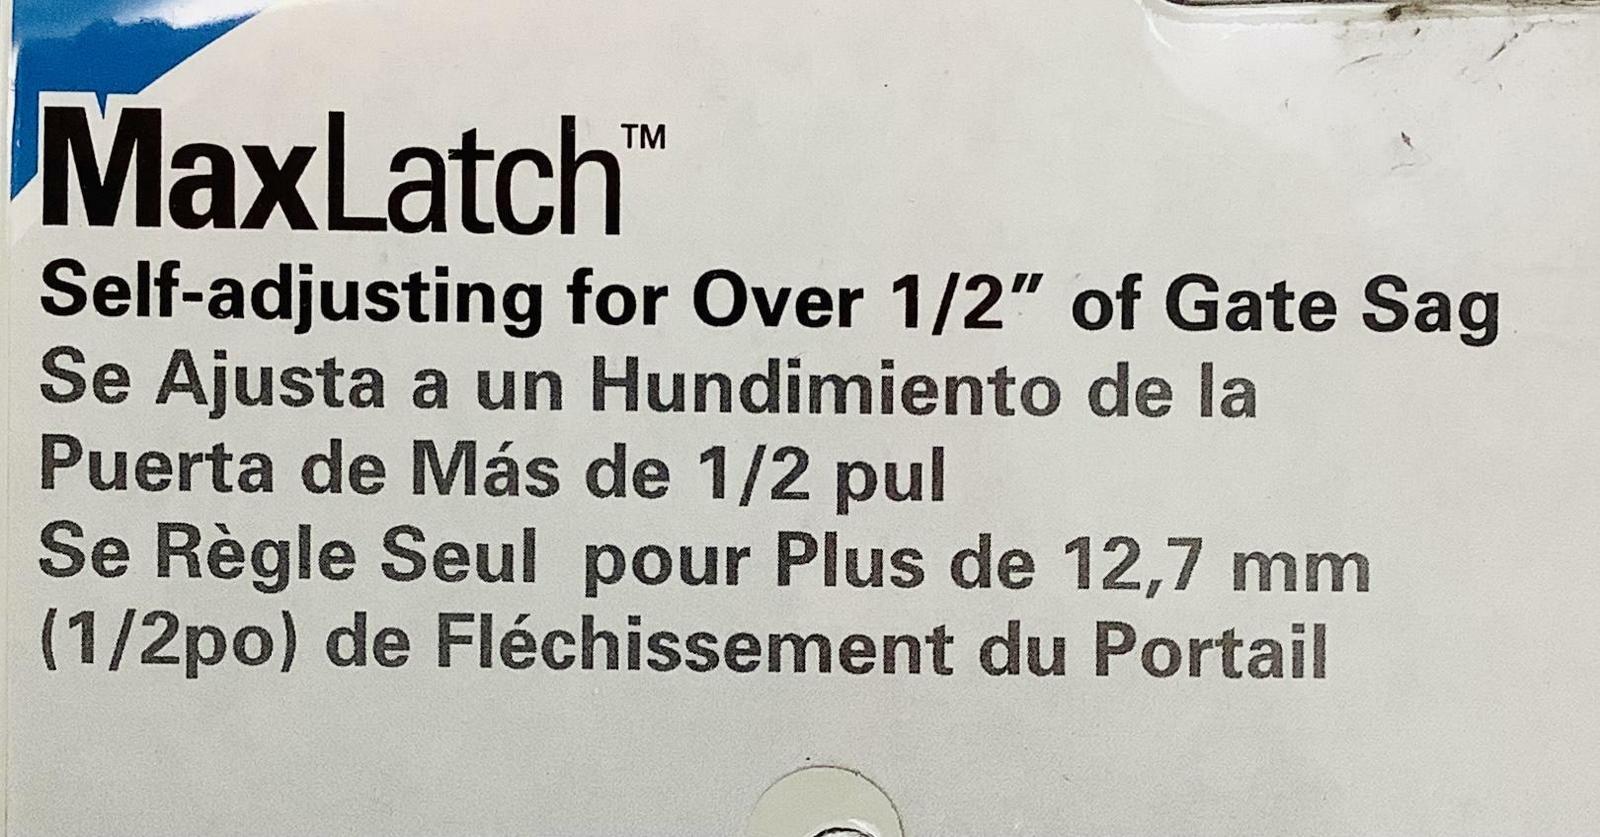 MaxLatch™
Self-adjusting for Over 1/2″ of Gate Sag
Se Ajusta a un Hundimiento de la
Puerta de Más de 1/2 pul
Se Règle Seul  pour Plus de 12,7 mm
(1/2po) de Fléchissement du Portail